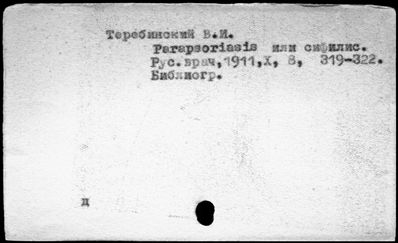 Теребинский В.И.
Parapsoriasis или сифилис.
Рус.врач,1911,X, 8, 319-322.
Библиогр.
Д